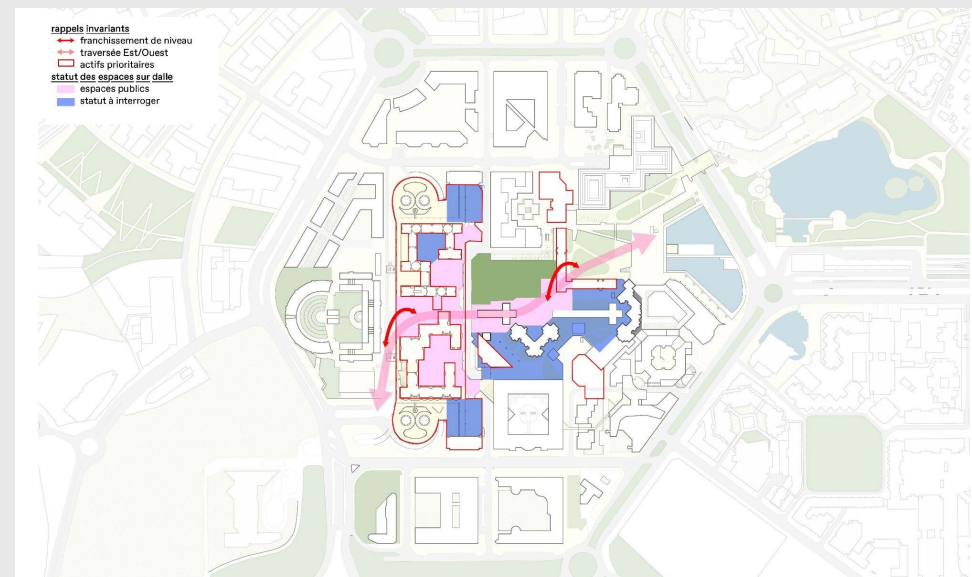 rappels invariants
franchissement de niveau
traversée Est/Ouest
actifs prioritaires
statut des espaces sur dalle
espaces publics
statut à interroger